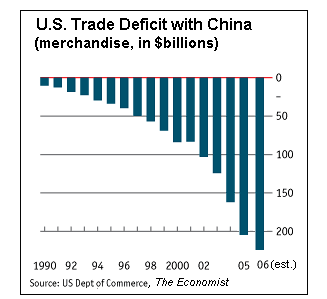 U.S. Trade Deficit with China
(merchandise, in $billions)
0
50
100
150
200
1990 92 94 96 98 2000 02 05 06 (est.)
Source: US Dept of Commerce, The Economist